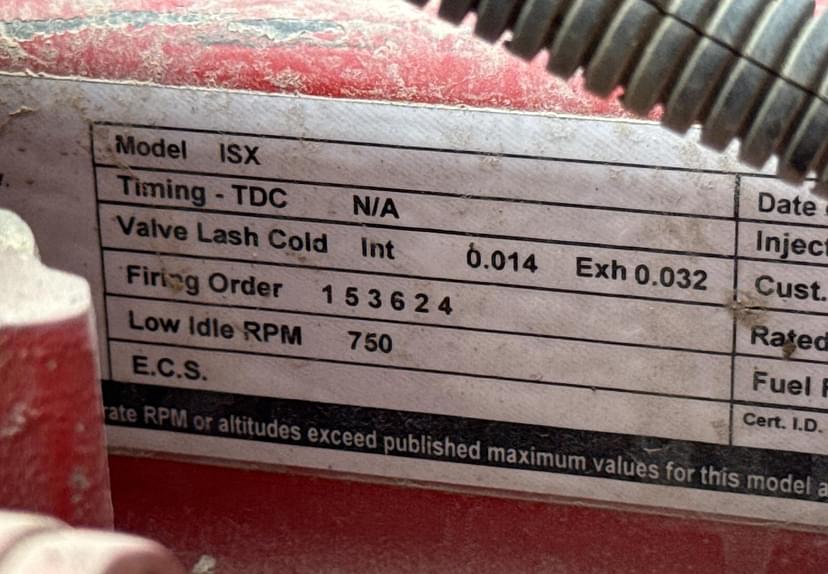 Model ISX
Timing - TDC N/A
Valve Lash Cold Int 0.014 Exh 0.032
Firing Order 1 5 3 6 2 4
Low Idle RPM 750
E.C.S.
Date
Inject
Cust.
Rated
Fuel
Cert. I.D.
rate RPM or altitudes exceed published maximum values for this model a